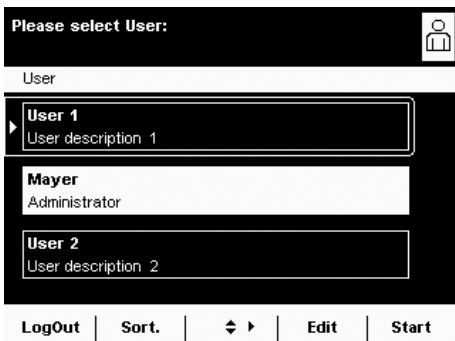 Please select User:
User
User 1
User description 1
Mayer
Administrator
User 2
User description 2
LogOut Sort. Edit Start